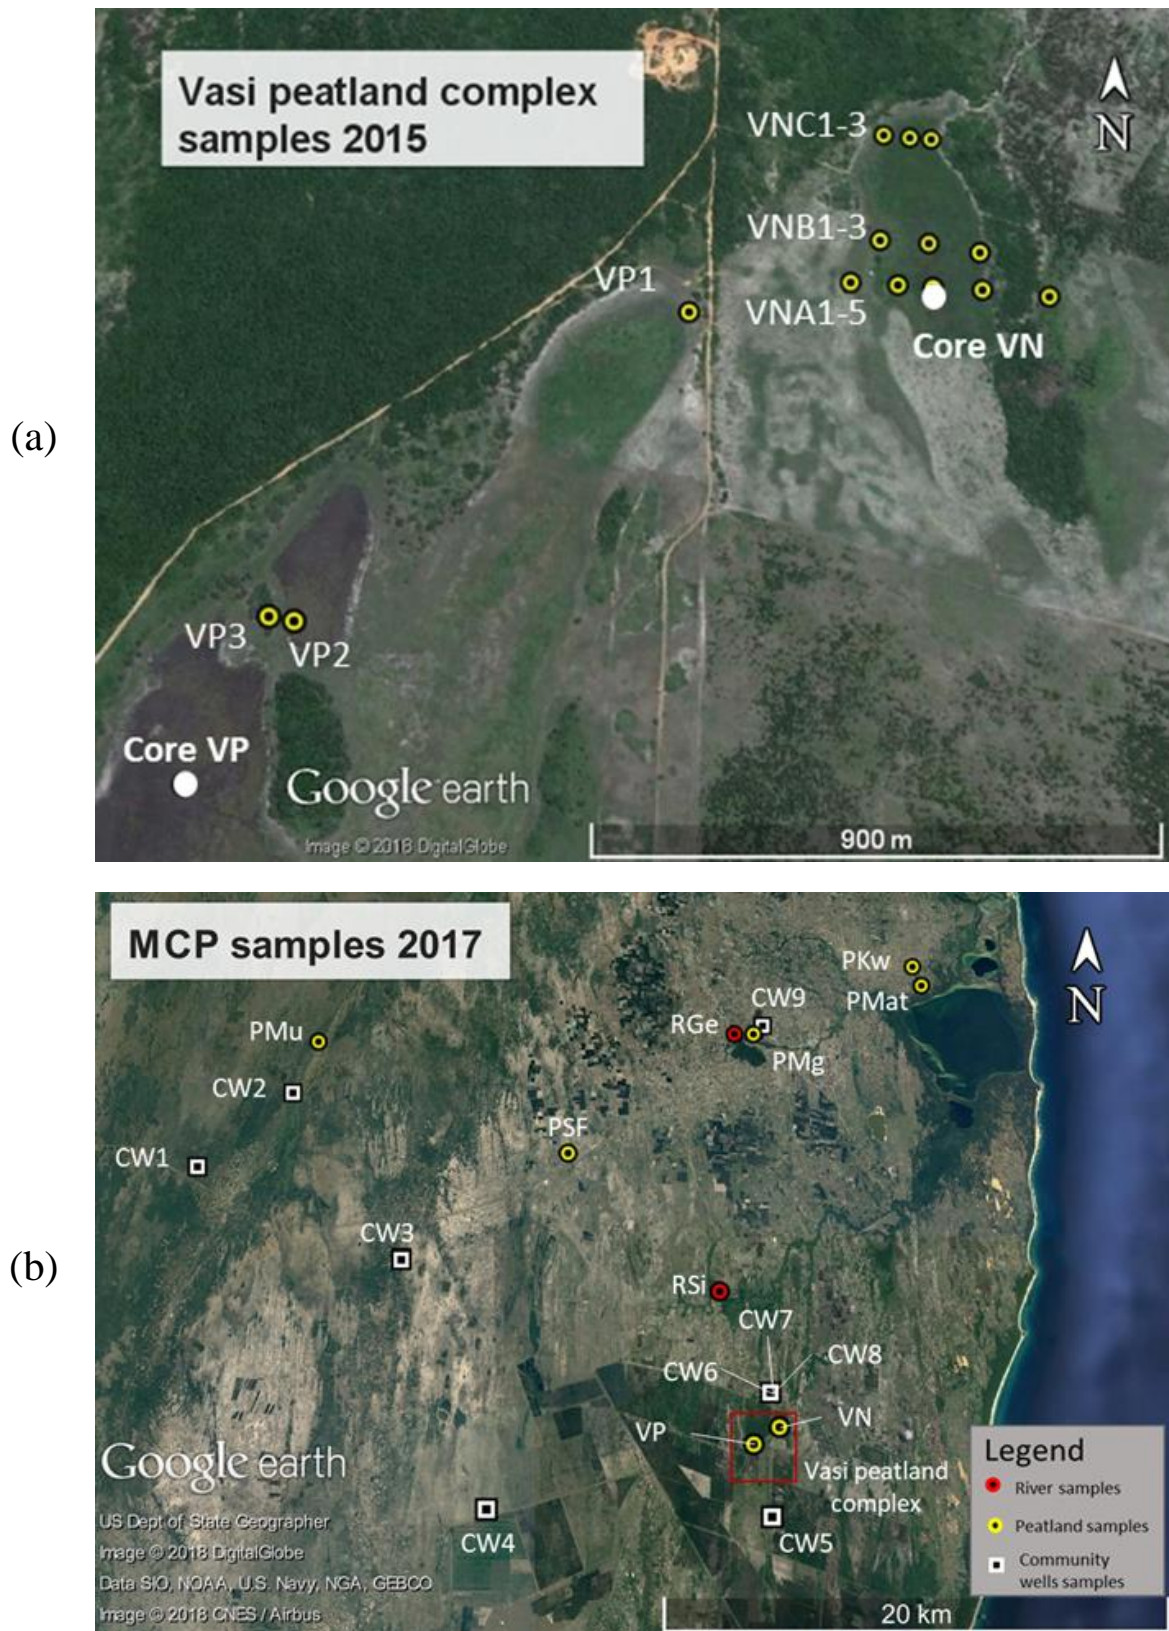 Vasi peatland complex
samples 2015
N
VNC1-3
VNB1-3
VP1
VNA1-5
Core VN
(a)
VP3
VP2
Core VP
Google earth
Image © 2018 DigitalGlobe
900 m
MCP samples 2017
N
PKw
PMat
CW9
RGe
PMg
PMu
CW2
PSF
CW1
CW3
(b)
RSi
CW7
CW8
CW6
VN
VP
Vasi peatland
complex
Google earth
CW4
CW5
US Dept of State Geographer
Image © 2018 DigitalGlobe
Data SIO, NOAA, U.S. Navy, NGA, GEBCO
Image © 2018 CNES / Airbus
Legend
River samples
Peatland samples
Community
wells samples
20 km